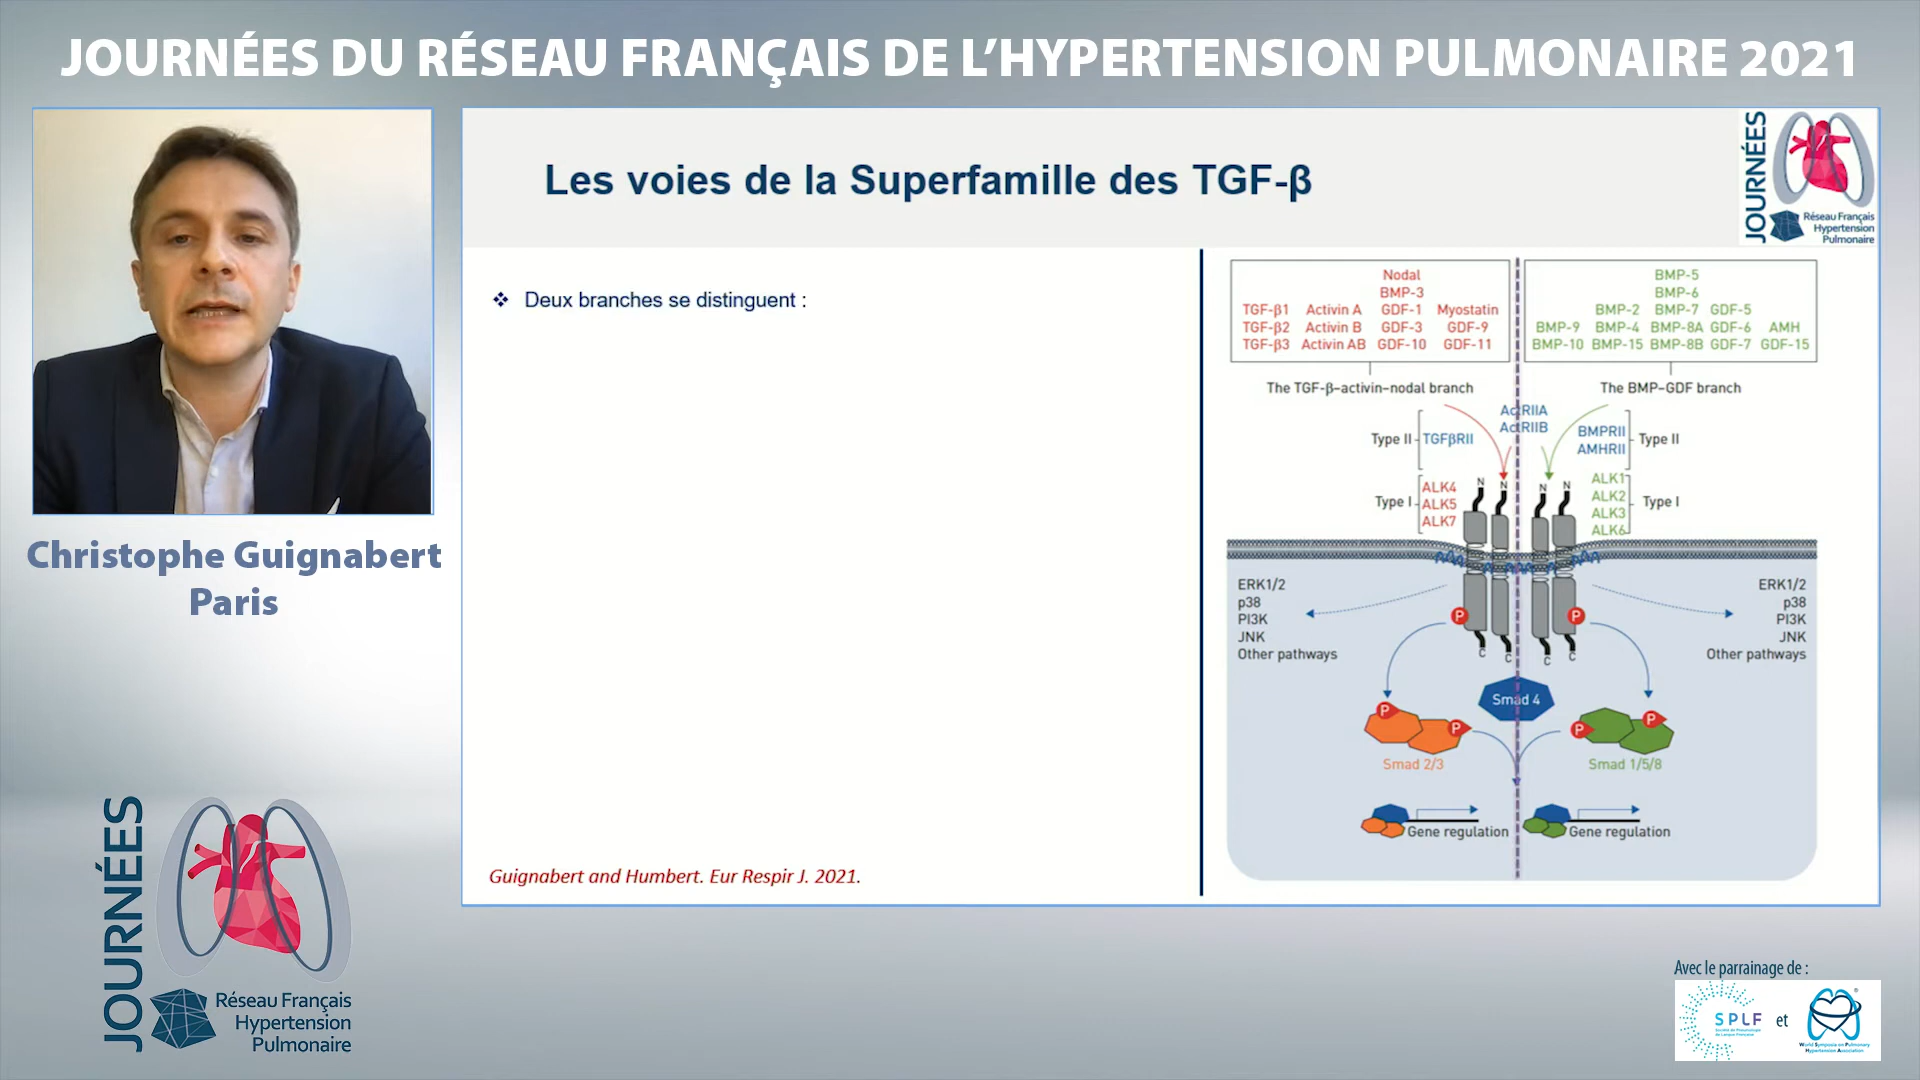 JOURNÉES DU RÉSEAU FRANÇAIS DE L'HYPERTENSION PULMONAIRE 2021
Christophe Guignabert
Paris
JOURNÉES
Réseau Français
Hypertension
Pulmonaire
Les voies de la Superfamille des TGF-β
JOURNÉES
Réseau Français
Hypertension
Pulmonaire
❖ Deux branches se distinguent :
Guignabert and Humbert. Eur Respir J. 2021.
Nodal
BMP-3
TGF-β1 Activin A GDF-1 Myostatin
TGF-β2 Activin B GDF-3 GDF-9
TGF-β3 Activin AB GDF-10 GDF-11
The TGF-β–activin–nodal branch
BMP-5
BMP-6
BMP-2 BMP-7 GDF-5
BMP-9 BMP-4 BMP-8A GDF-6 AMH
BMP-10 BMP-15 BMP-8B GDF-7 GDF-15
The BMP–GDF branch
ActRIIA
ActRIIB
Type II TGFβRII
BMPRII
AMHRII
Type II
Type I
ALK4
ALK5
ALK7
ALK1
ALK2
ALK3
ALK6
Type I
N N N N
ERK1/2
p38
PI3K
JNK
Other pathways
ERK1/2
p38
PI3K
JNK
Other pathways
P P
C C C C
Smad 4
P P
Smad 2/3
P P
Smad 1/5/8
Gene regulation
Gene regulation
Avec le parrainage de :
SPLF et
World Symposia on Pulmonary
Hypertension Association